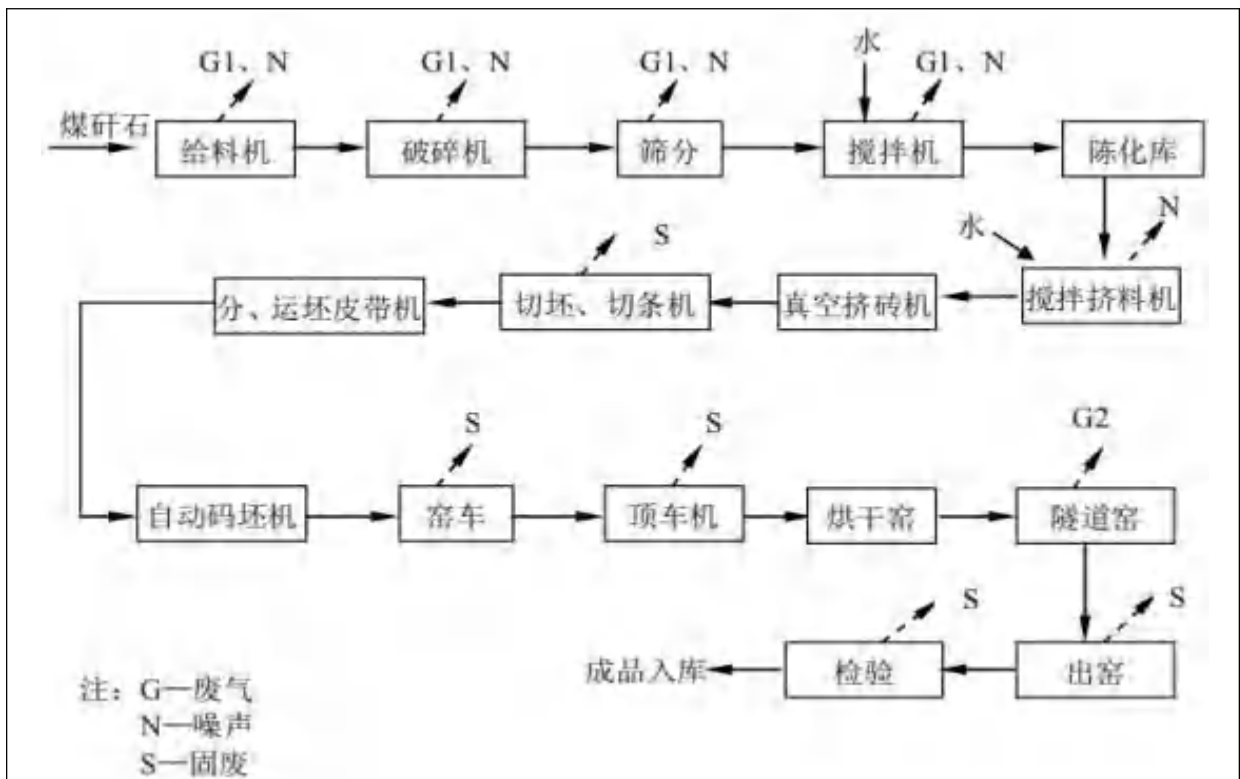 G1、N
G1、N
G1、N
水
G1、N
煤矸石
给料机
破碎机
筛分
搅拌机
陈化库
N
水
S
分、运坯皮带机
切坯、切条机
真空挤砖机
搅拌挤料机
S
S
G2
自动码坯机
窑车
顶车机
烘干窑
隧道窑
S
S
成品入库
检验
出窑
注：G—废气
N—噪声
S—固废